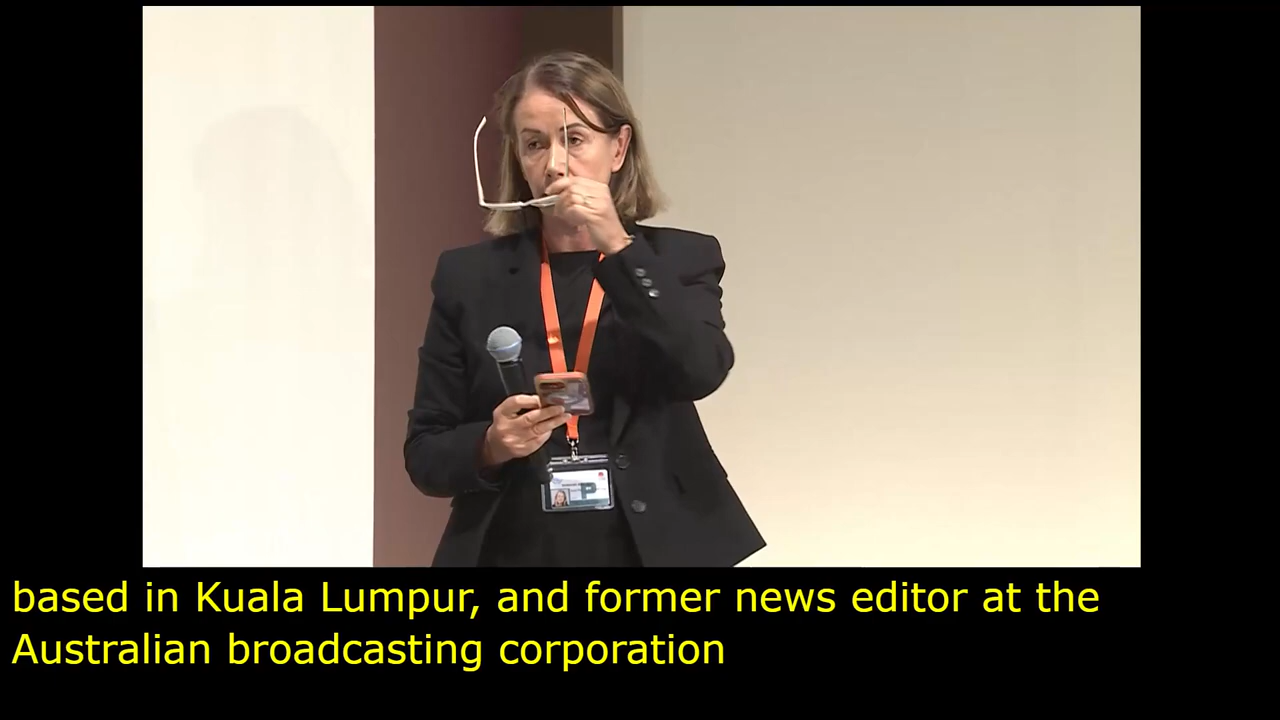 P
based in Kuala Lumpur, and former news editor at the
Australian broadcasting corporation